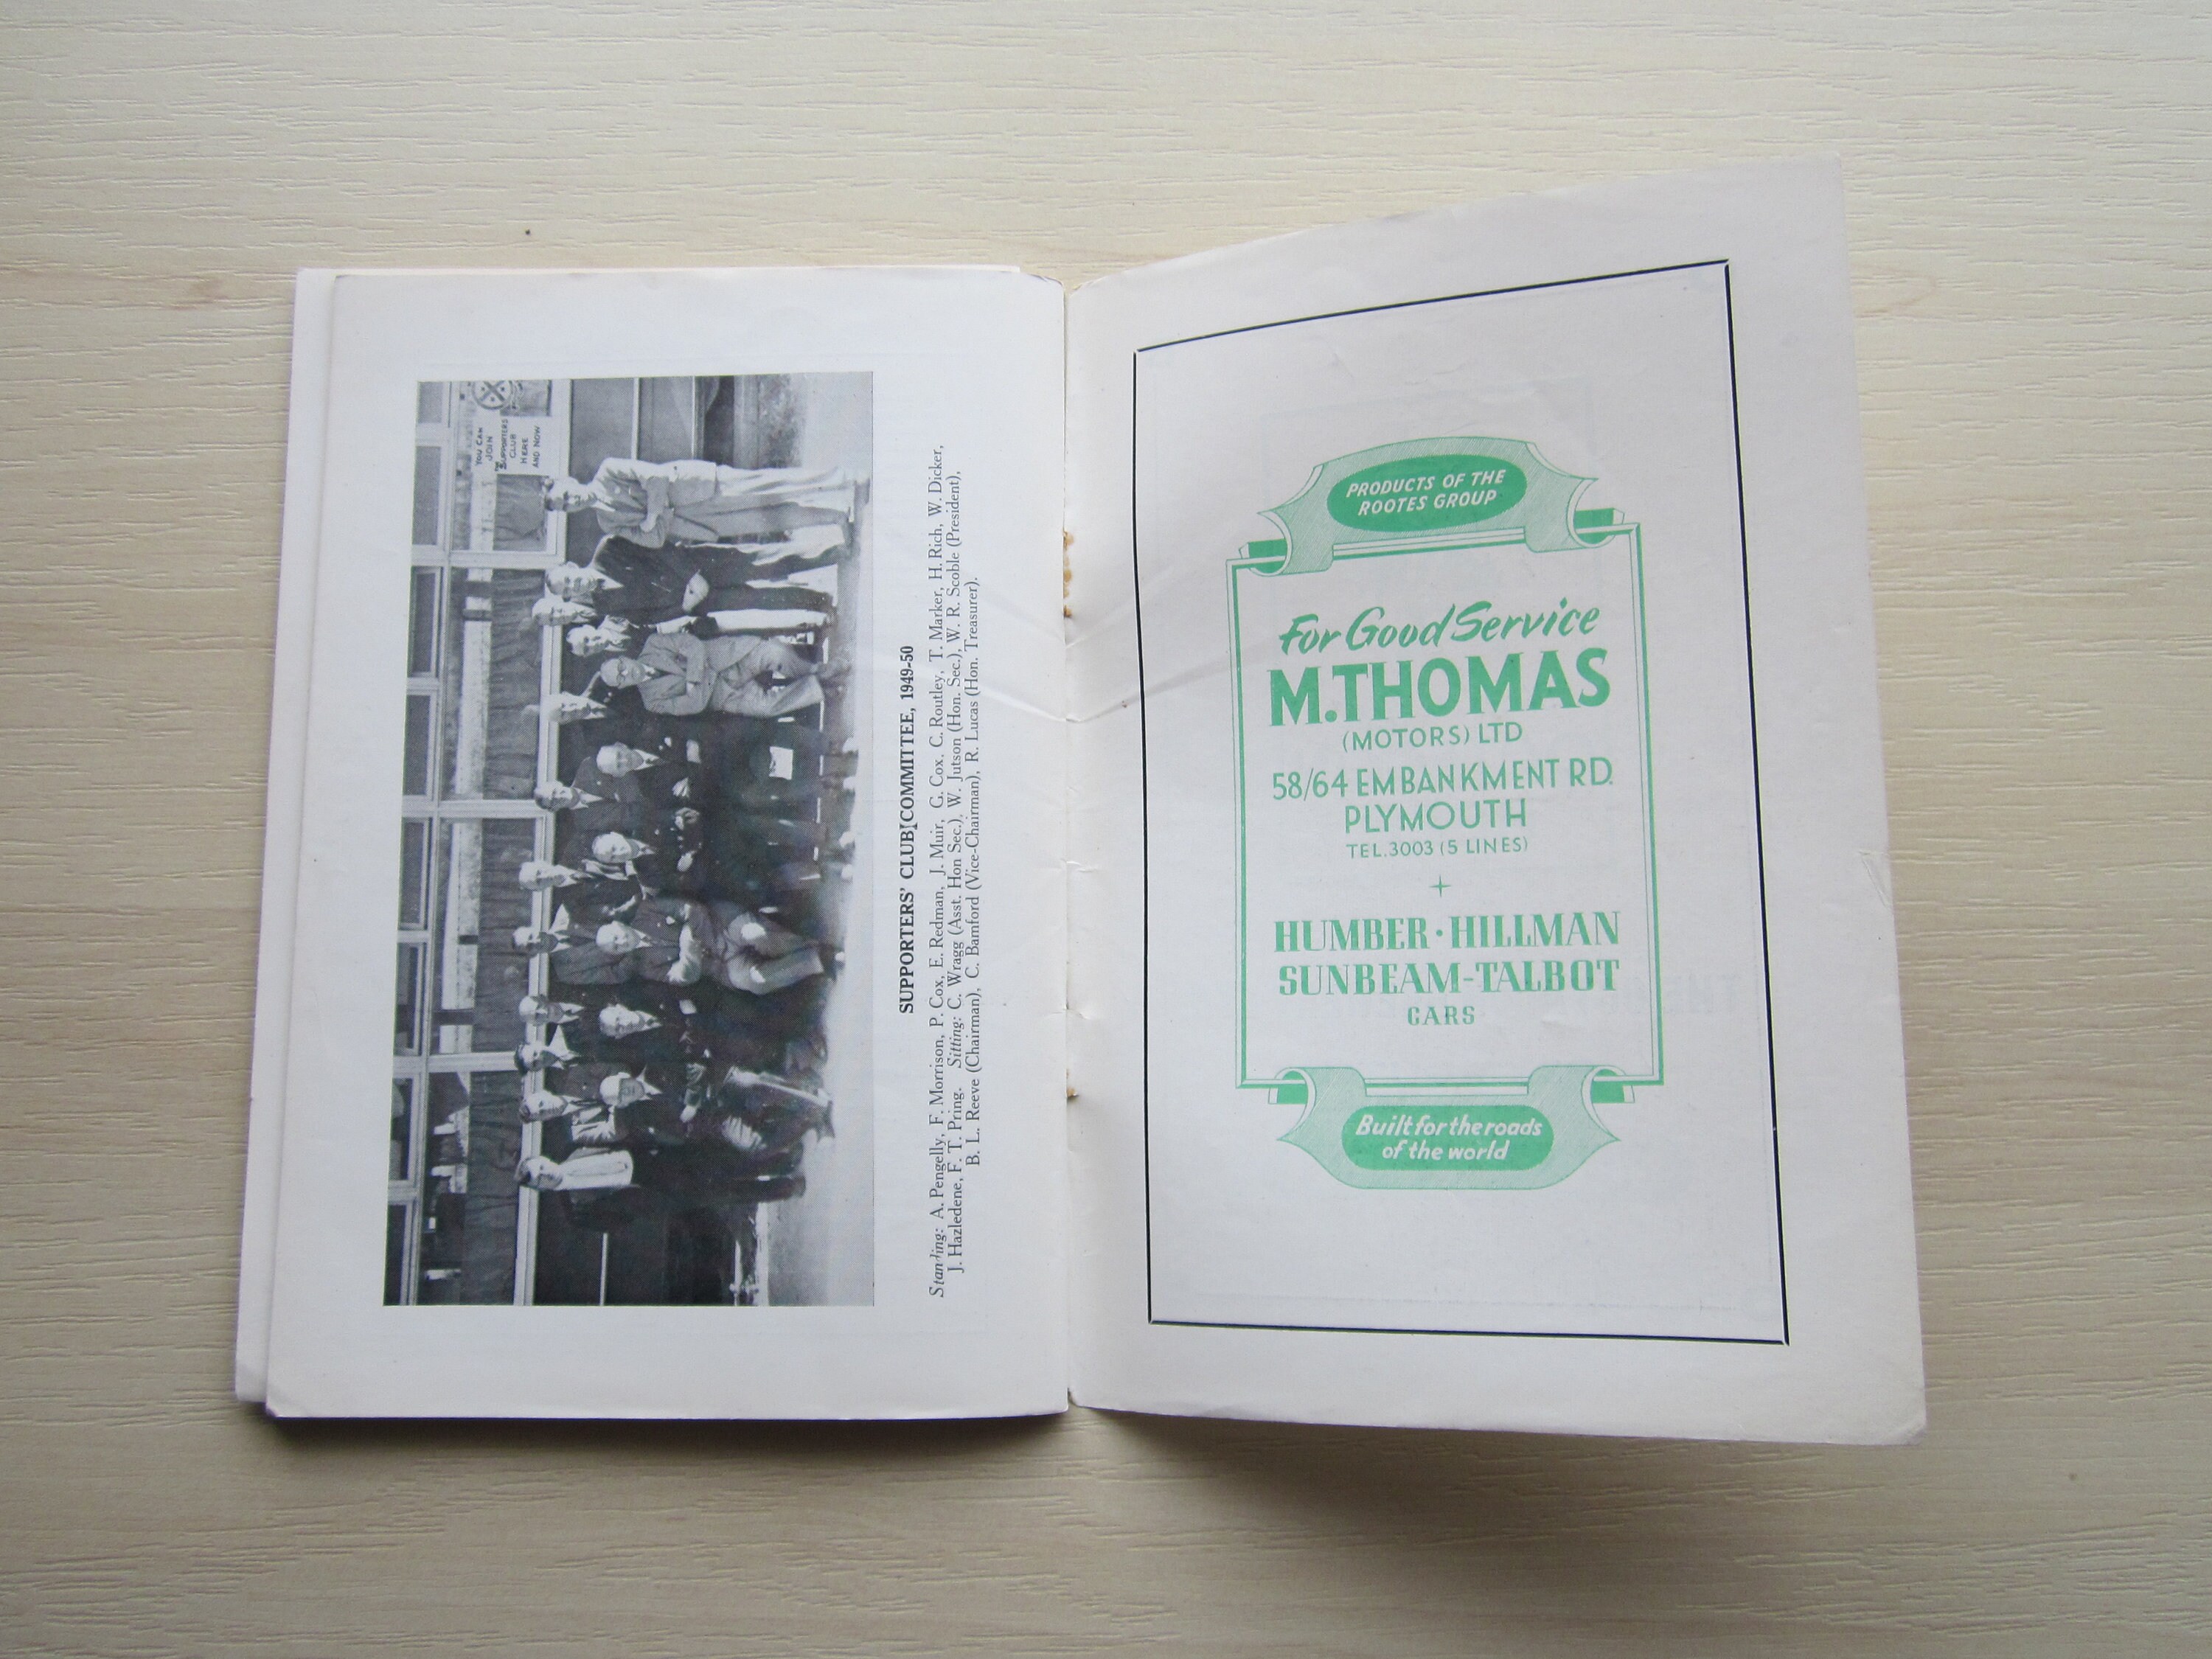 YOU CAN
JOIN
THE SUPPORTERS
CLUB
HERE
AND NOW
SUPPORTERS' CLUB COMMITTEE, 1949-50
Standing: A. Pengelly, F. Morrison, P. Cox, E. Redman, J. Muir, G. Cox, C. Routley, T. Marker, H. Rich, W. Dicker,
J. Hazledene, F. T. Pring. Sitting: C. Wragg (Asst. Hon Sec.), W. Jutson (Hon. Sec.), W. R. Scoble (President),
B. L. Reeve (Chairman), C. Bamford (Vice-Chairman), R. Lucas (Hon. Treasurer).
PRODUCTS OF THE
ROOTES GROUP
For Good Service
M. THOMAS
(MOTORS) LTD
58/64 EMBANKMENT RD.
PLYMOUTH
TEL. 3003 (5 LINES)
HUMBER · HILLMAN
SUNBEAM-TALBOT
CARS
Built for the roads
of the world